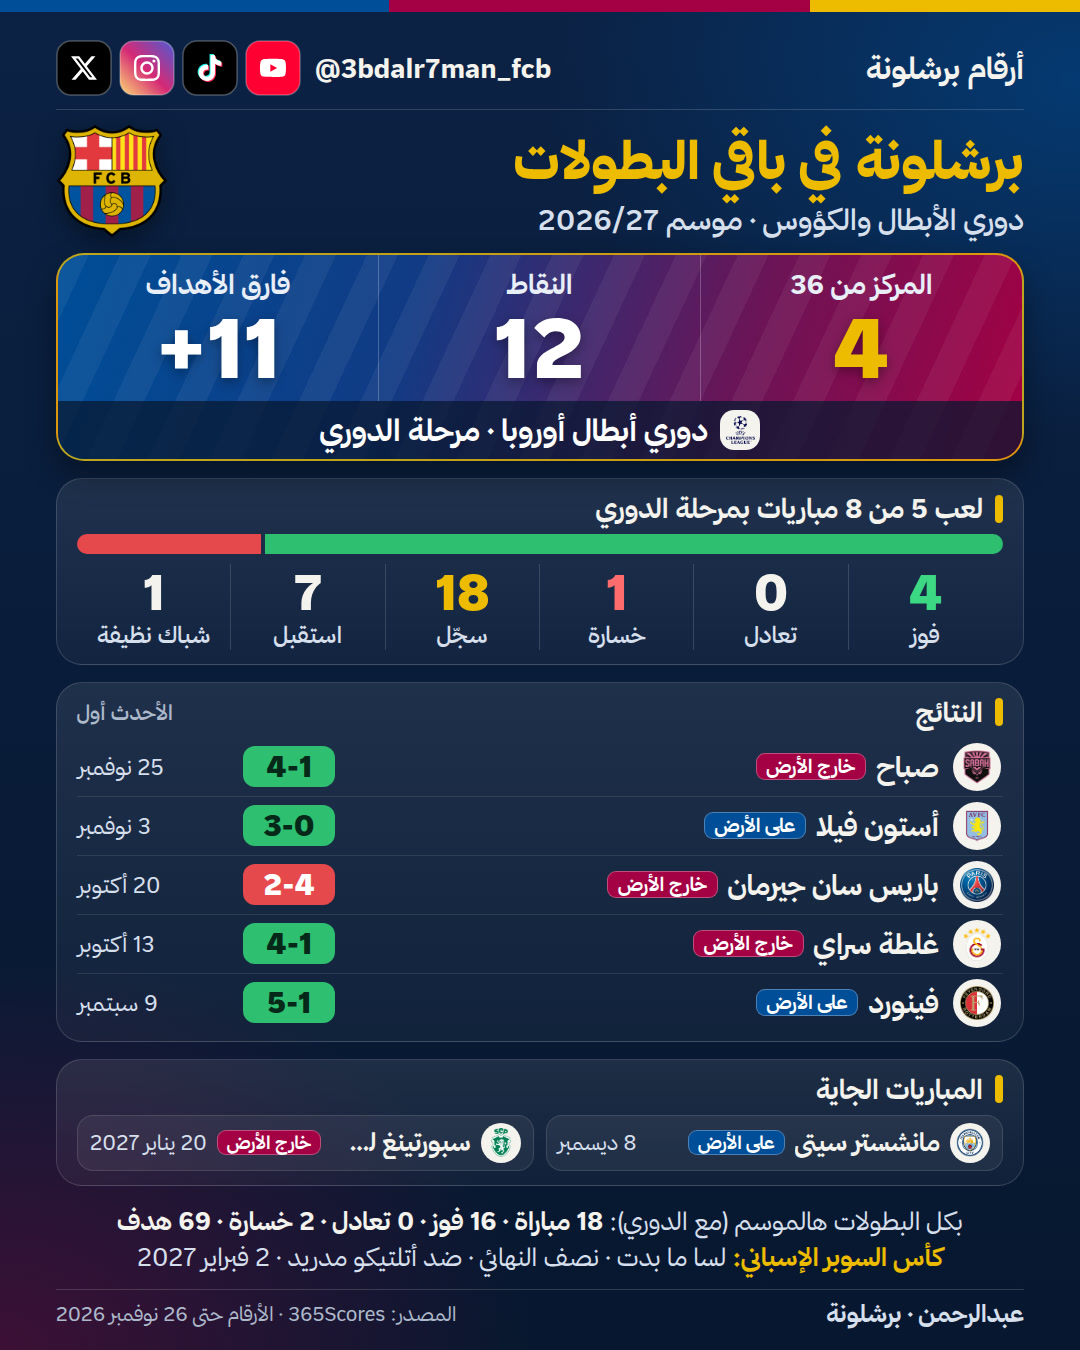 أرقام برشلونة
@3bdalr7man_fcb
برشلونة في باقي البطولات
دوري الأبطال والكؤوس · موسم 2026/27
FCB
المركز من 36
4
النقاط
12
فارق الأهداف
+11
دوري أبطال أوروبا · مرحلة الدوري
CHAMPIONS LEAGUE
لعب 5 من 8 مباريات بمرحلة الدوري
4 فوز
0 تعادل
1 خسارة
18 سجّل
7 استقبل
1 شباك نظيفة
النتائج
الأحدث أول
صباح خارج الأرض 4-1 25 نوفمبر
أستون فيلا على الأرض 3-0 3 نوفمبر
باريس سان جيرمان خارج الأرض 2-4 20 أكتوبر
غلطة سراي خارج الأرض 4-1 13 أكتوبر
فينورد على الأرض 5-1 9 سبتمبر
المباريات الجاية
مانشستر سيتي على الأرض 8 ديسمبر
سبورتينغ لـ... خارج الأرض 20 يناير 2027
بكل البطولات هالموسم (مع الدوري): 18 مباراة · 16 فوز · 0 تعادل · 2 خسارة · 69 هدف
كأس السوبر الإسباني: لسا ما بدت · نصف النهائي · ضد أتلتيكو مدريد · 2 فبراير 2027
عبدالرحمن · برشلونة
المصدر: 365Scores · الأرقام حتى 26 نوفمبر 2026